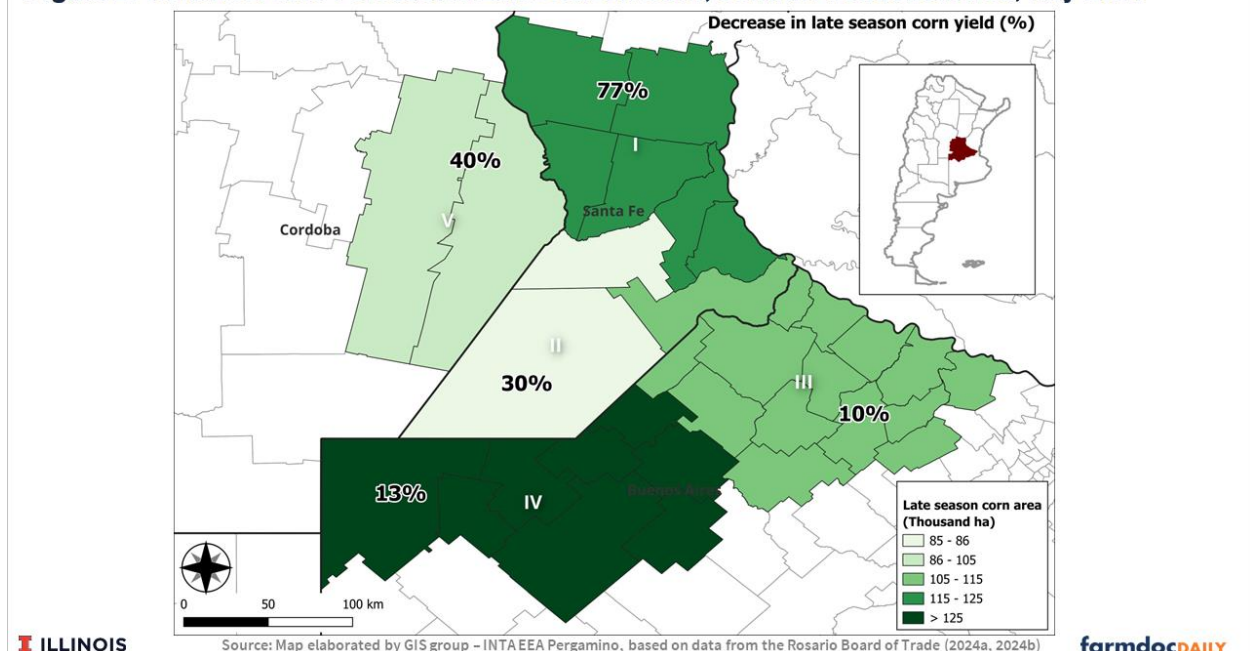 Decrease in late season corn yield (%)
77%
I
40%
Santa Fe
V
Cordoba
II
30%
III
10%
13%
IV
Buenos Aires
Late season corn area
(Thousand ha)
85 - 86
86 - 105
105 - 115
115 - 125
> 125
0 50 100 km
ILLINOIS
Source: Map elaborated by GIS group – INTA EEA Pergamino, based on data from the Rosario Board of Trade (2024a, 2024b)
farmdocDAILY